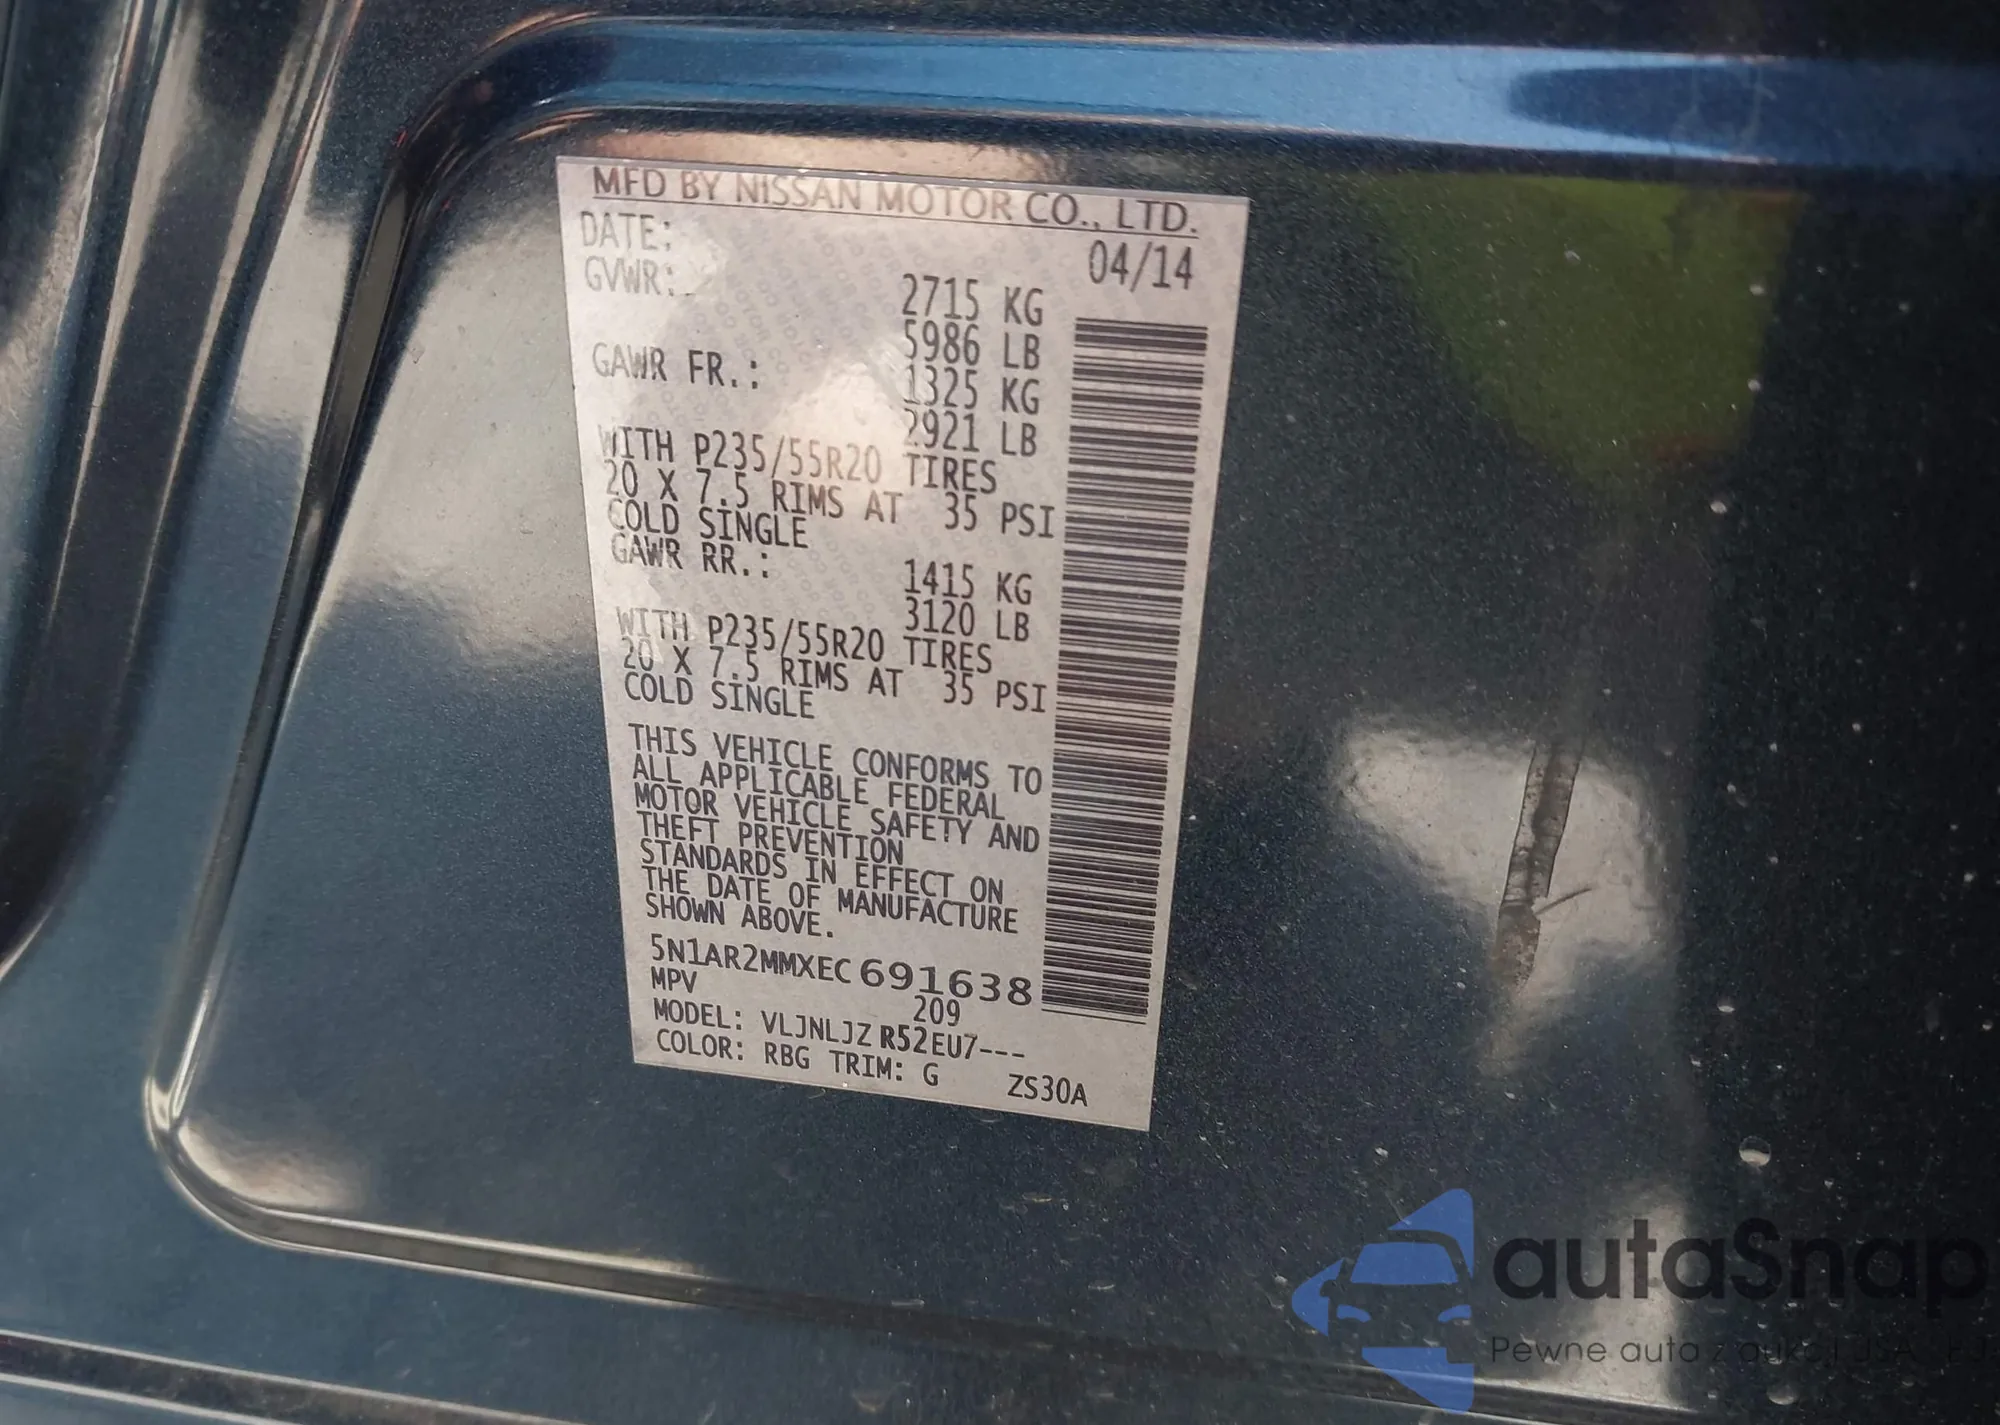 MFD BY NISSAN MOTOR CO., LTD.
DATE: 04/14
GVWR: 2715 KG
5986 LB
GAWR FR.: 1325 KG
2921 LB
WITH P235/55R20 TIRES
20 X 7.5 RIMS AT 35 PSI
COLD SINGLE
GAWR RR.: 1415 KG
3120 LB
WITH P235/55R20 TIRES
20 X 7.5 RIMS AT 35 PSI
COLD SINGLE
THIS VEHICLE CONFORMS TO
ALL APPLICABLE FEDERAL
MOTOR VEHICLE SAFETY AND
THEFT PREVENTION
STANDARDS IN EFFECT ON
THE DATE OF MANUFACTURE
SHOWN ABOVE.
5N1AR2MMXEC691638
MPV 209
MODEL: VLJNLJZ R52EU7---
COLOR: RBG TRIM: G ZS30A
autaSnap
Pewne auta z aukcji USA